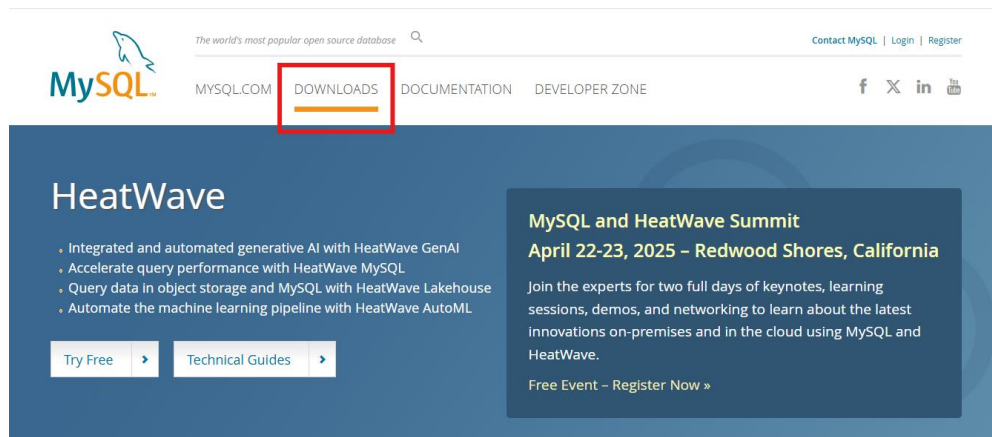 The world's most popular open source database
Contact MySQL | Login | Register
MySQL™
MYSQL.COM DOWNLOADS DOCUMENTATION DEVELOPER ZONE
f X in You Tube
HeatWave
Integrated and automated generative AI with HeatWave GenAI
Accelerate query performance with HeatWave MySQL
Query data in object storage and MySQL with HeatWave Lakehouse
Automate the machine learning pipeline with HeatWave AutoML
Try Free
Technical Guides
MySQL and HeatWave Summit
April 22-23, 2025 – Redwood Shores, California
Join the experts for two full days of keynotes, learning
sessions, demos, and networking to learn about the latest
innovations on-premises and in the cloud using MySQL and
HeatWave.
Free Event – Register Now »